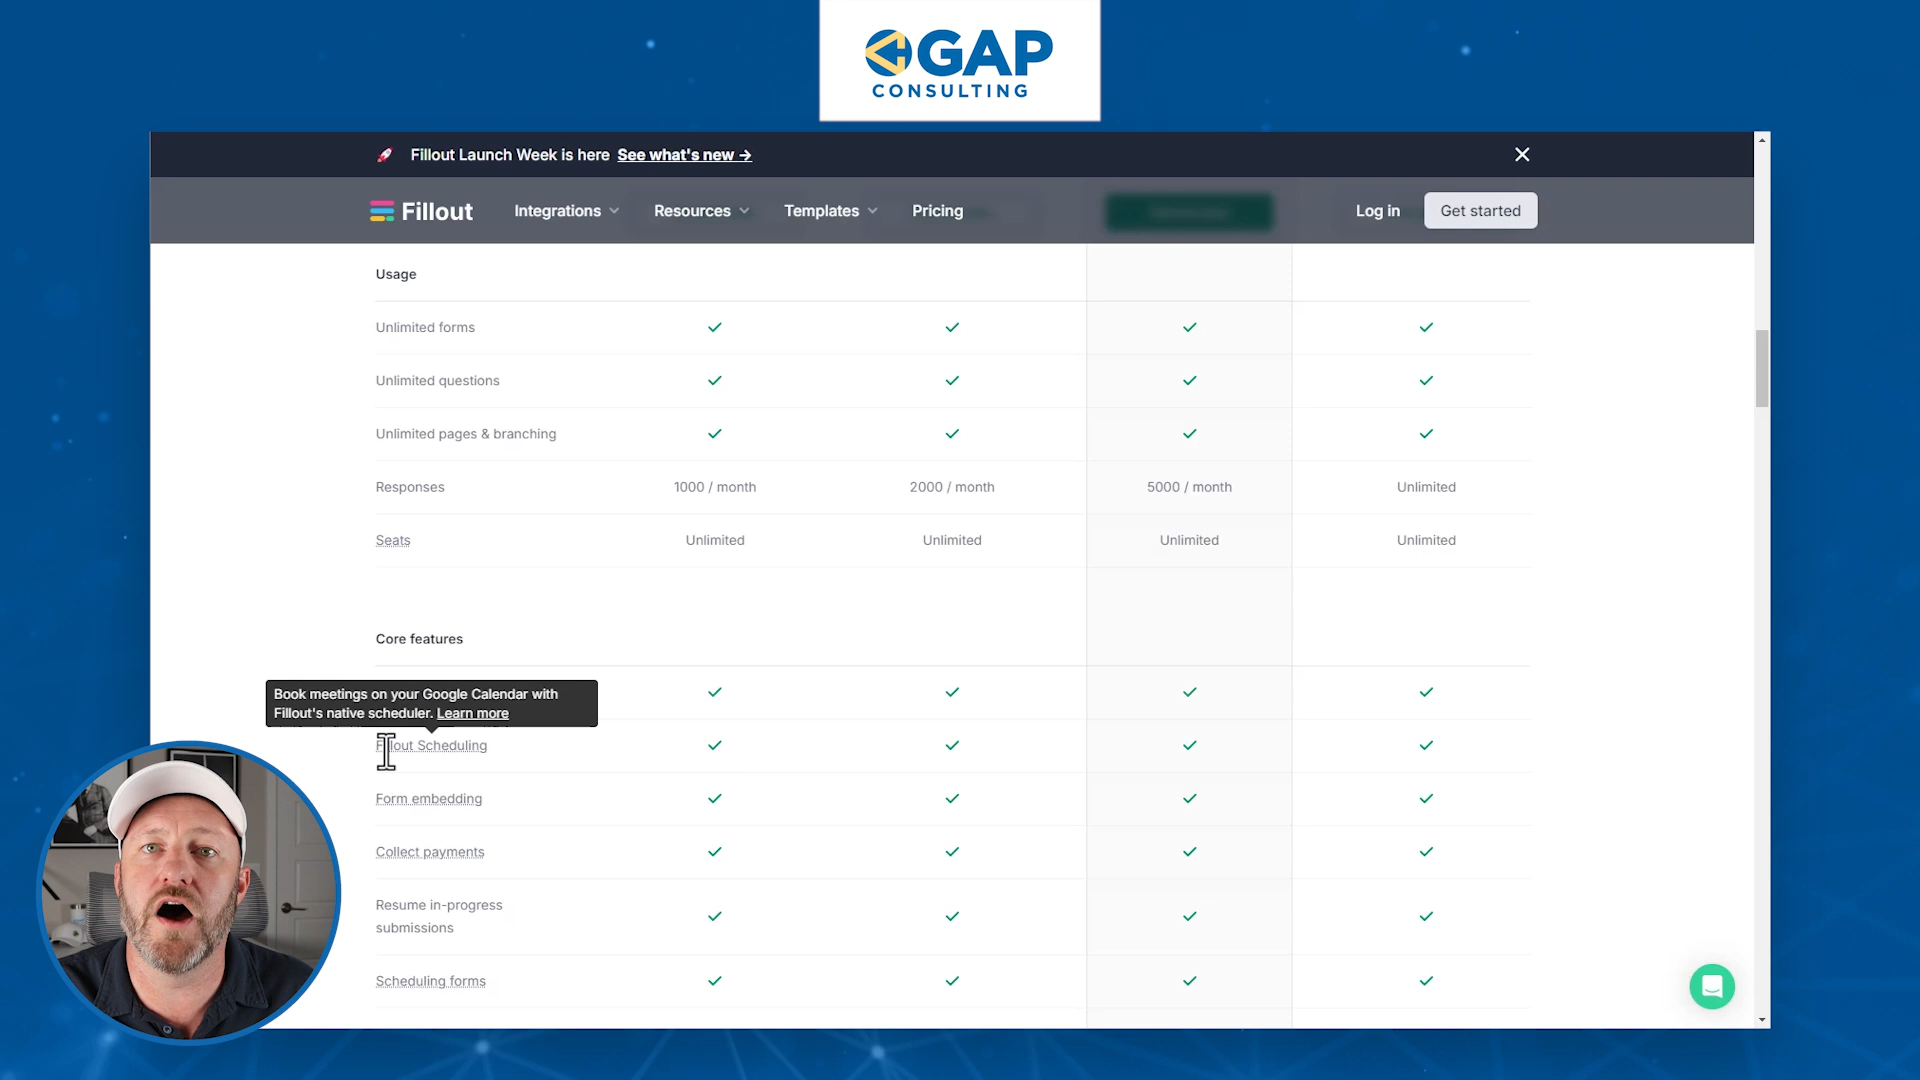 GAP
CONSULTING
Fillout Launch Week is here See what's new →
Fillout
Integrations
Resources
Templates
Pricing
Log in
Get started
Usage
Unlimited forms
Unlimited questions
Unlimited pages & branching
Responses 1000 / month 2000 / month 5000 / month Unlimited
Seats Unlimited Unlimited Unlimited Unlimited
Core features
Book meetings on your Google Calendar with
Fillout's native scheduler. Learn more
Fillout Scheduling
Form embedding
Collect payments
Resume in-progress
submissions
Scheduling forms